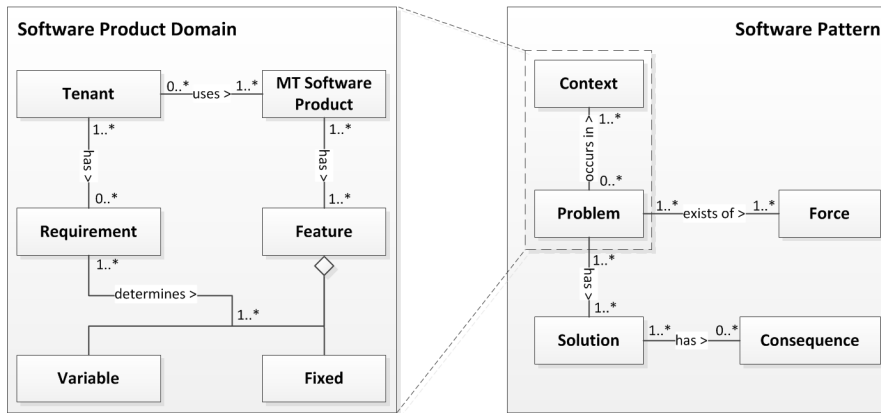 Software Product Domain
Tenant
0..*
uses >
1..*
MT Software
Product
1..*
has >
0..*
1..*
has >
1..*
Requirement
Feature
1..*
determines >
1..*
Variable
Fixed
Software Pattern
Context
1..*
occurs in >
0..*
Problem
1..*
exists of >
1..*
Force
1..*
has >
1..*
Solution
1..*
has >
0..*
Consequence